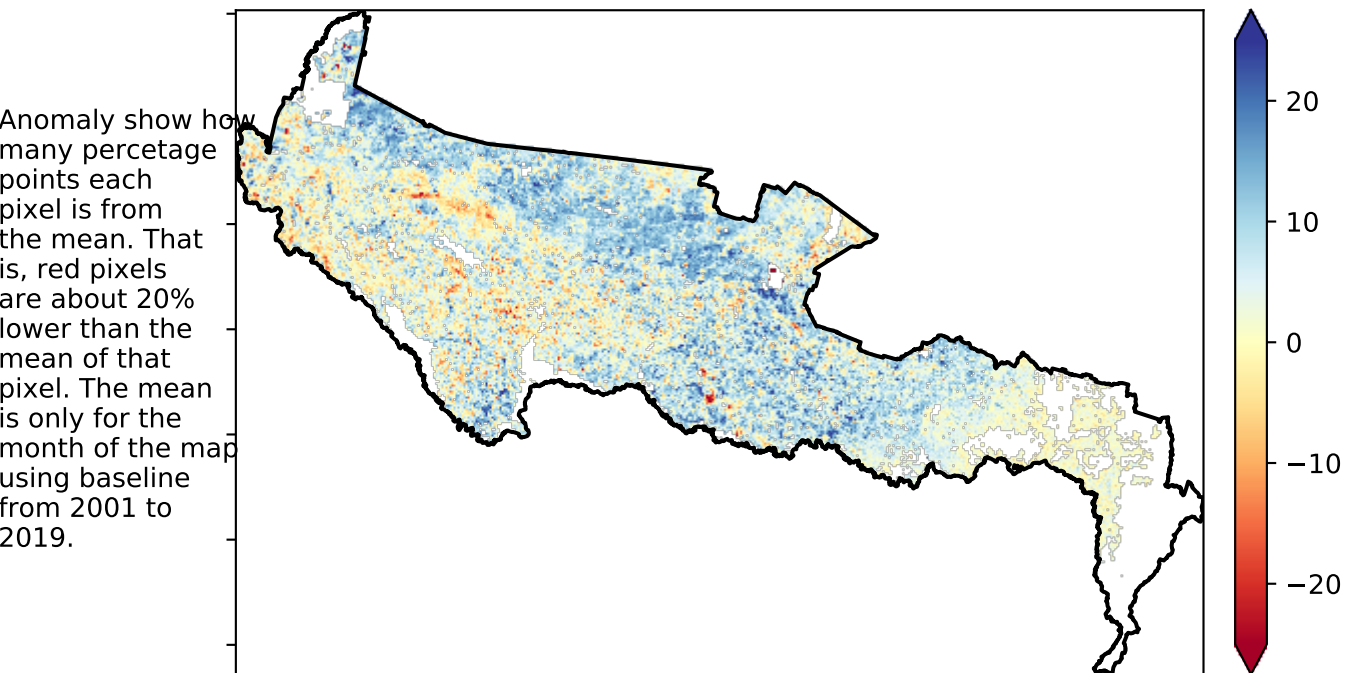 Anomaly show how
many percetage
points each
pixel is from
the mean. That
is, red pixels
are about 20%
lower than the
mean of that
pixel. The mean
is only for the
month of the map
using baseline
from 2001 to
2019.
20
10
0
−10
−20